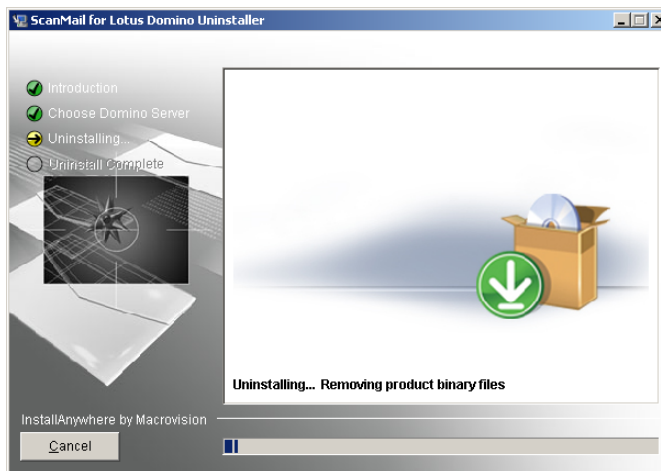 ScanMail for Lotus Domino Uninstaller
Introduction
Choose Domino Server
Uninstalling...
Uninstall Complete
Uninstalling... Removing product binary files
InstallAnywhere by Macrovision
Cancel